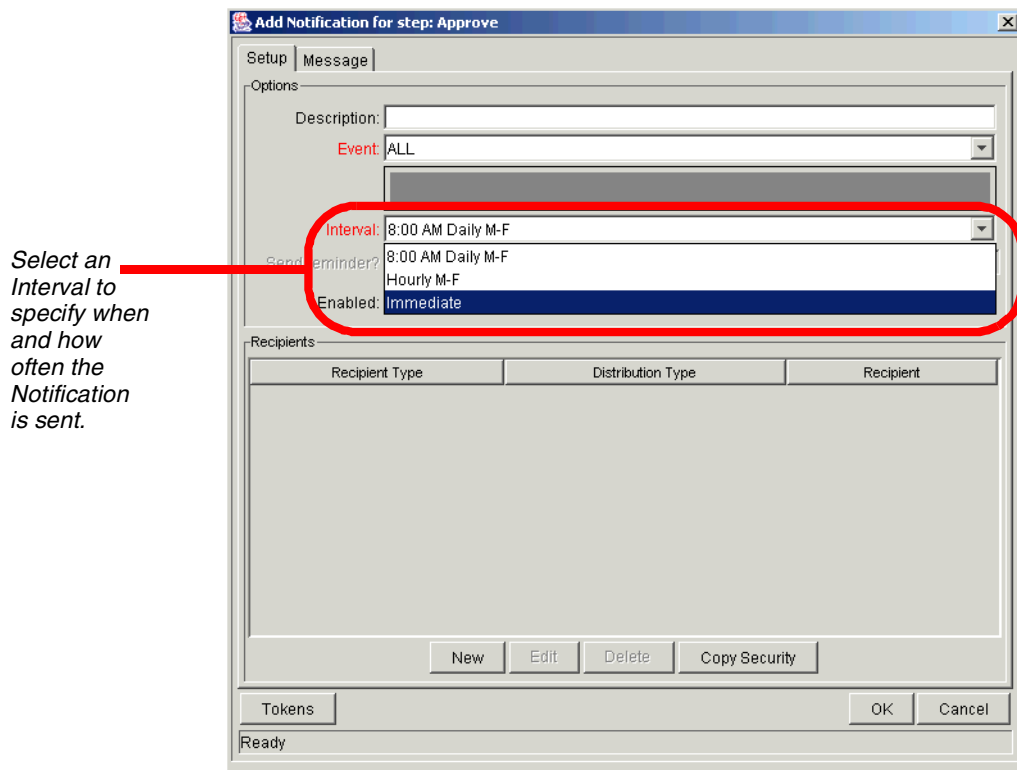 Add Notification for step: Approve
Setup
Message
Options
Description:
Event: ALL
Interval: 8:00 AM Daily M-F
Select an
Interval to
specify when
and how
often the
Notification
is sent.
Send eminder?
8:00 AM Daily M-F
Hourly M-F
Enabled: Immediate
Recipients
Recipient Type
Distribution Type
Recipient
New
Edit
Delete
Copy Security
Tokens
OK
Cancel
Ready